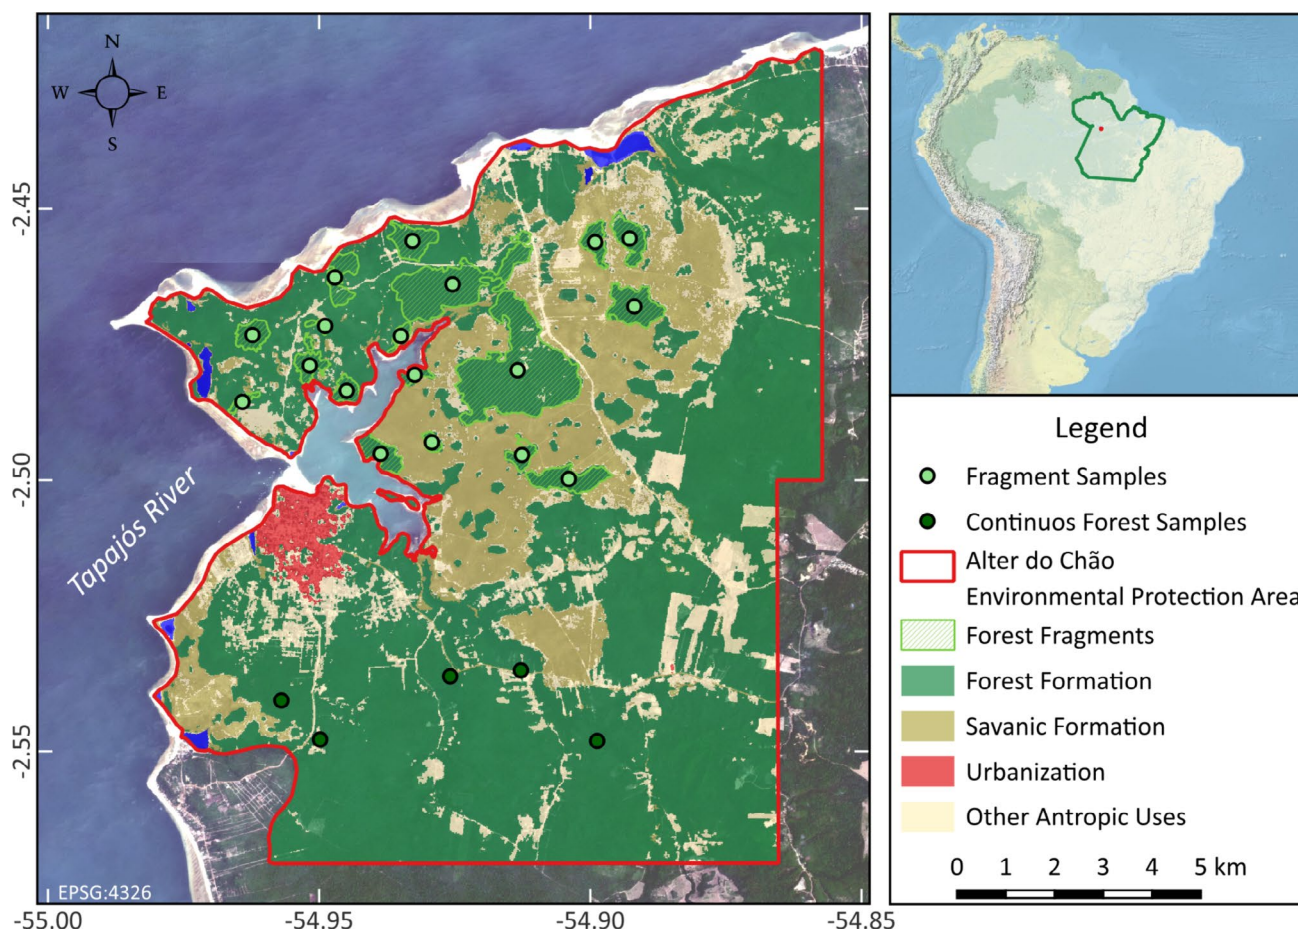 N
W E
S
-2.45
-2.50
-2.55
Tapajós River
EPSG:4326
-55.00 -54.95 -54.90 -54.85
Legend
Fragment Samples
Continuos Forest Samples
Alter do Chão
Environmental Protection Area
Forest Fragments
Forest Formation
Savanic Formation
Urbanization
Other Antropic Uses
0 1 2 3 4 5 km